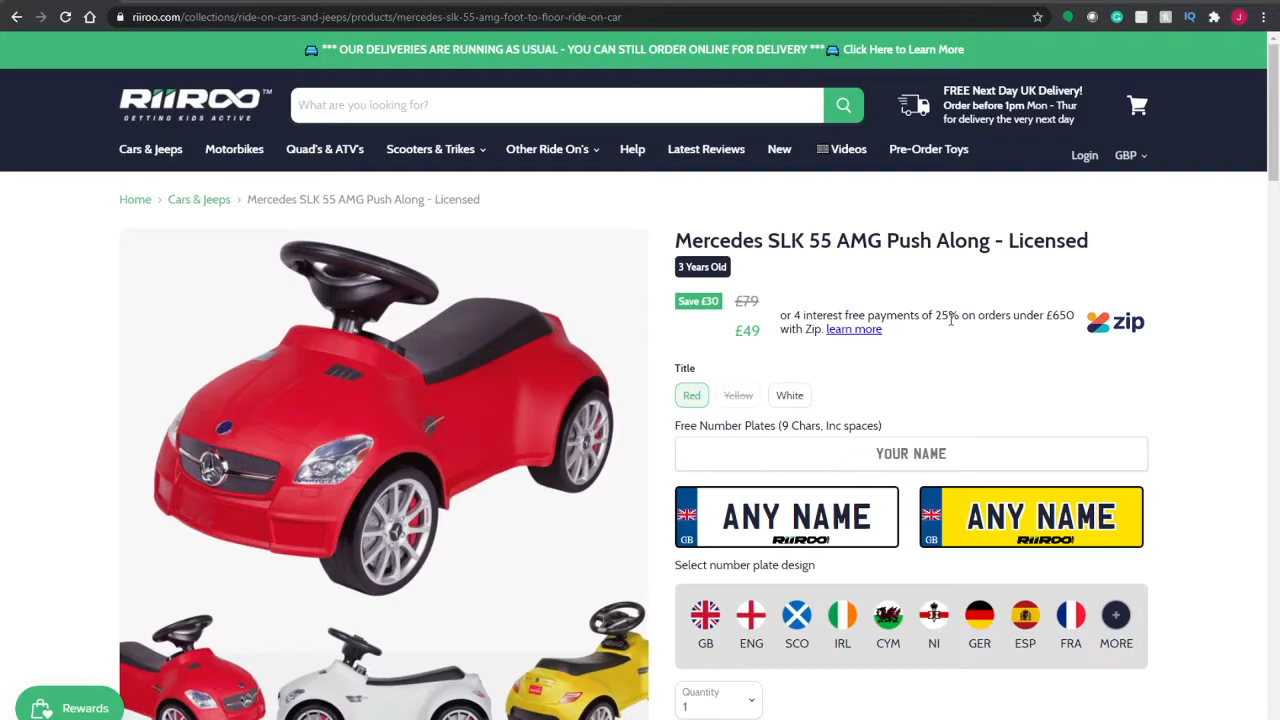 riiroo.com/collections/ride-on-cars-and-jeeps/products/mercedes-slk-55-amg-foot-to-floor-ride-on-car
*** OUR DELIVERIES ARE RUNNING AS USUAL - YOU CAN STILL ORDER ONLINE FOR DELIVERY *** Click Here to Learn More
RiiROO
GETTING KIDS ACTIVE
What are you looking for?
FREE Next Day UK Delivery!
Order before 1pm Mon - Thur
for delivery the very next day
Cars & Jeeps Motorbikes Quad's & ATV's Scooters & Trikes Other Ride On's Help Latest Reviews New Videos Pre-Order Toys
Login GBP
Home > Cars & Jeeps > Mercedes SLK 55 AMG Push Along - Licensed
Mercedes SLK 55 AMG Push Along - Licensed
3 Years Old
Save £30 £79
£49
or 4 interest free payments of 25% on orders under £650
with Zip. learn more
zip
Title
Red Yellow White
Free Number Plates (9 Chars, Inc spaces)
YOUR NAME
GB ANY NAME RiiROO
GB ANY NAME RiiROO
Select number plate design
GB ENG SCO IRL CYM NI GER ESP FRA MORE
Quantity
1
Rewards